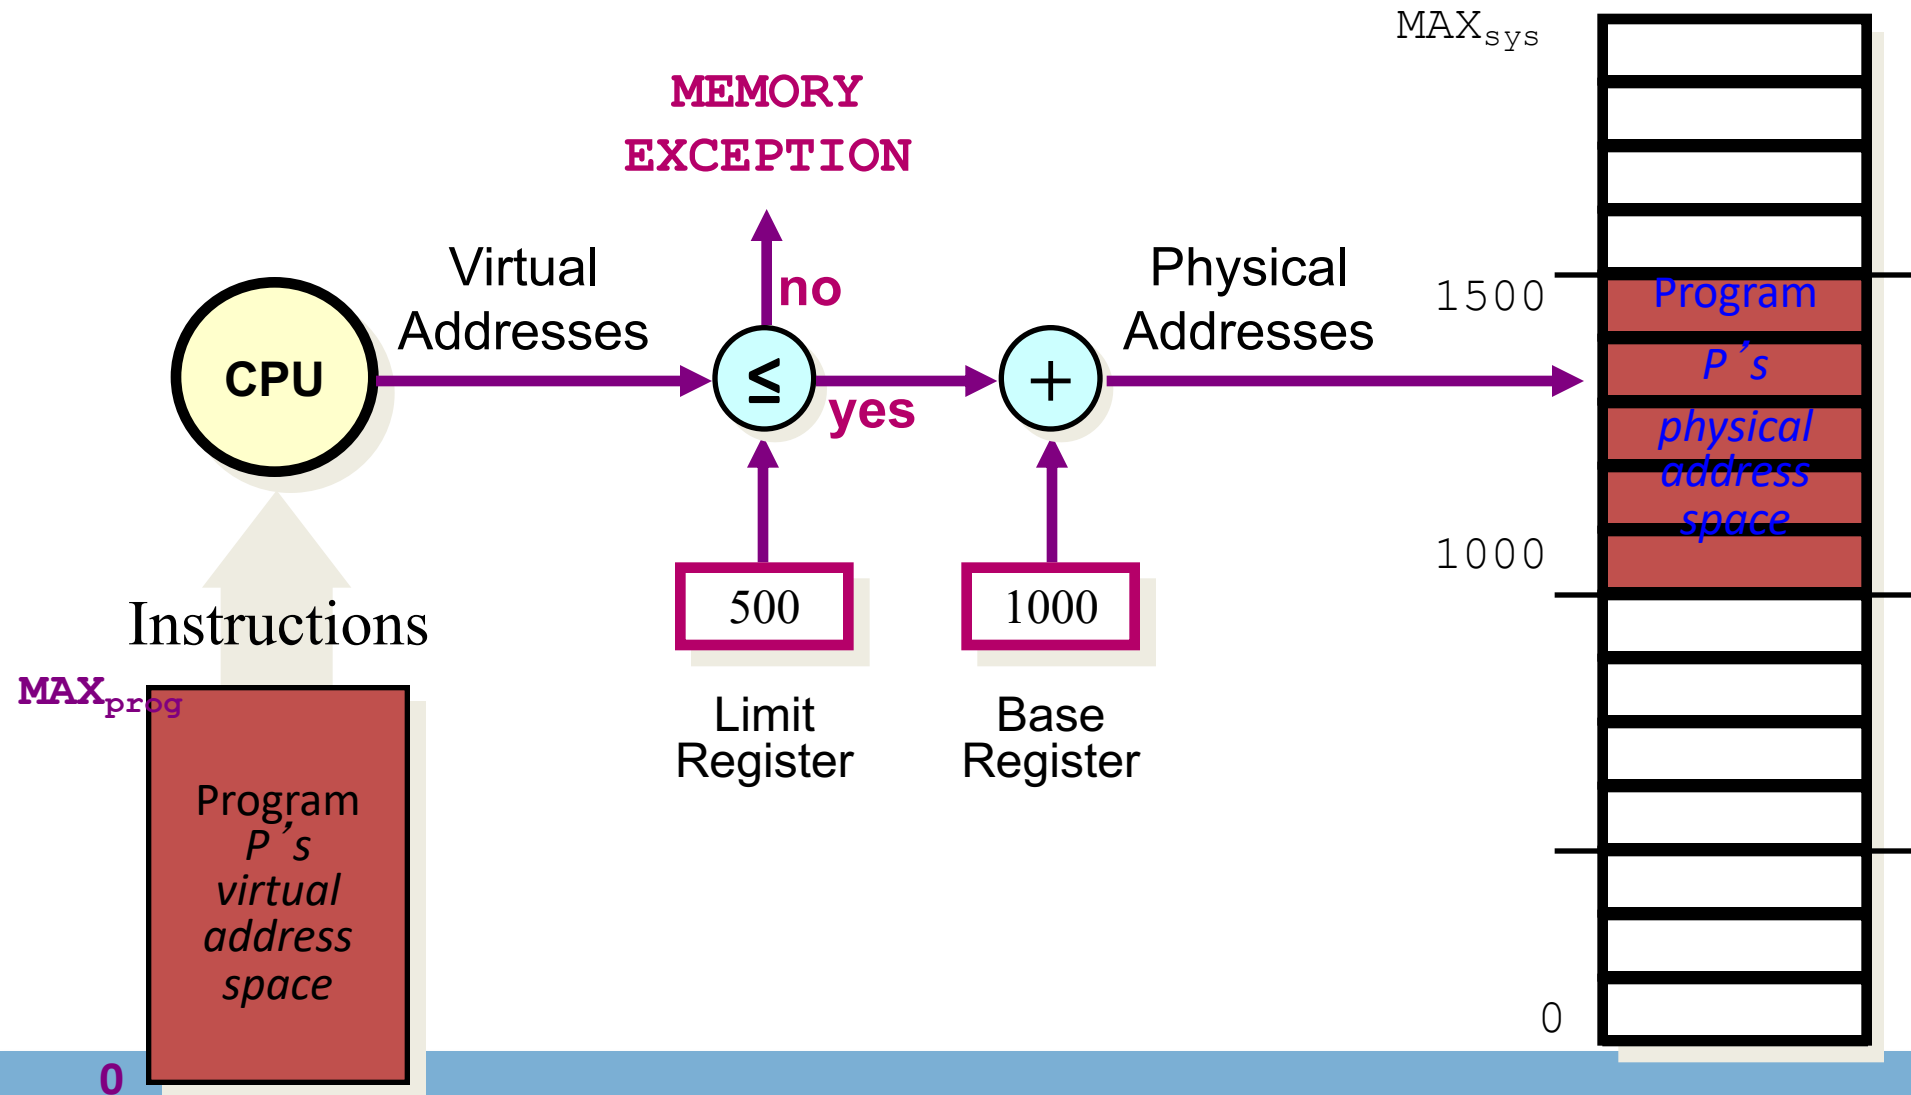 MAXsys
MEMORY
EXCEPTION
Virtual
Addresses
no
Physical
Addresses
1500
CPU
≤
yes
+
Program
P´s
physical
address
space
1000
500
1000
Instructions
MAXprog
Limit
Register
Base
Register
Program
P´s
virtual
address
space
0
0